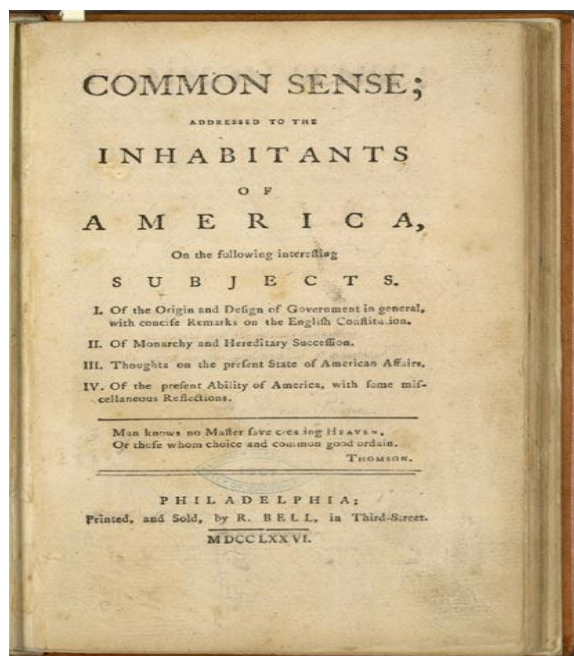 COMMON SENSE;
ADDRESSED TO THE
INHABITANTS
OF
AMERICA,
On the following interesting
SUBJECTS.
I. Of the Origin and Deſign of Government in general,
with conciſe Remarks on the Engliſh Conſtitution.
II. Of Monarchy and Hereditary Succeſſion.
III. Thoughts on the preſent State of American Affairs.
IV. Of the preſent Ability of America, with ſome miſ-
cellaneous Reflections.
Man knows no Maſter ſave creating HEAVEN,
Or thoſe whom choice and common good ordain.
THOMSON.
PHILADELPHIA;
Printed, and Sold, by R. BELL, in Third-Street.
MDCCLXXVI.